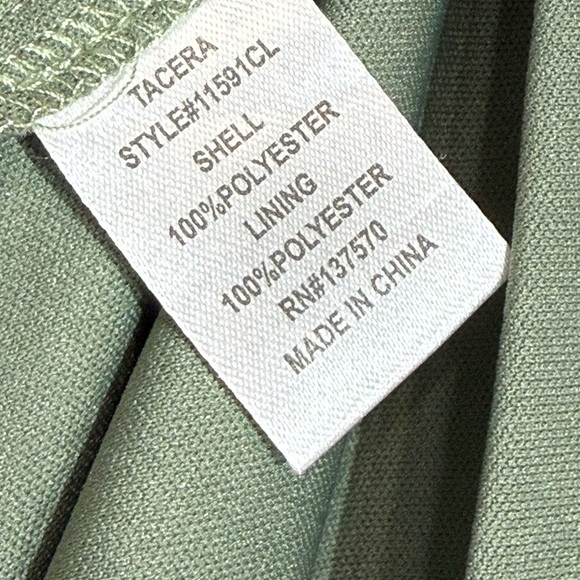 TACERA
STYLE#11591CL
SHELL
100%POLYESTER
LINING
100%POLYESTER
RN#137570
MADE IN CHINA